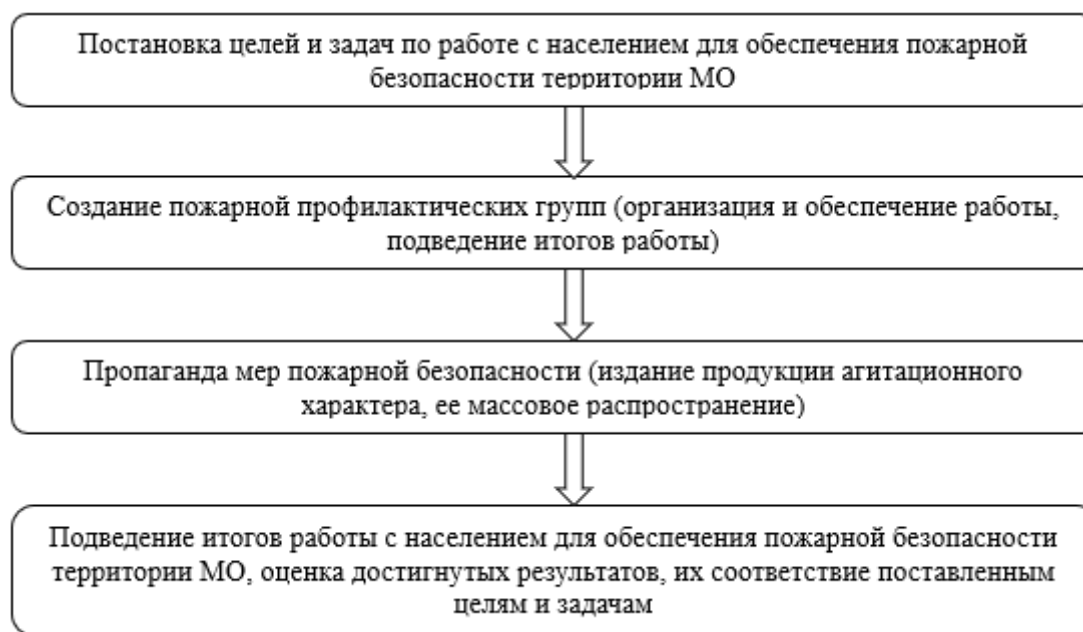 Постановка целей и задач по работе с населением для обеспечения пожарной
безопасности территории МО
Создание пожарной профилактических групп (организация и обеспечение работы,
подведение итогов работы)
Пропаганда мер пожарной безопасности (издание продукции агитационного
характера, ее массовое распространение)
Подведение итогов работы с населением для обеспечения пожарной безопасности
территории МО, оценка достигнутых результатов, их соответствие поставленным
целям и задачам